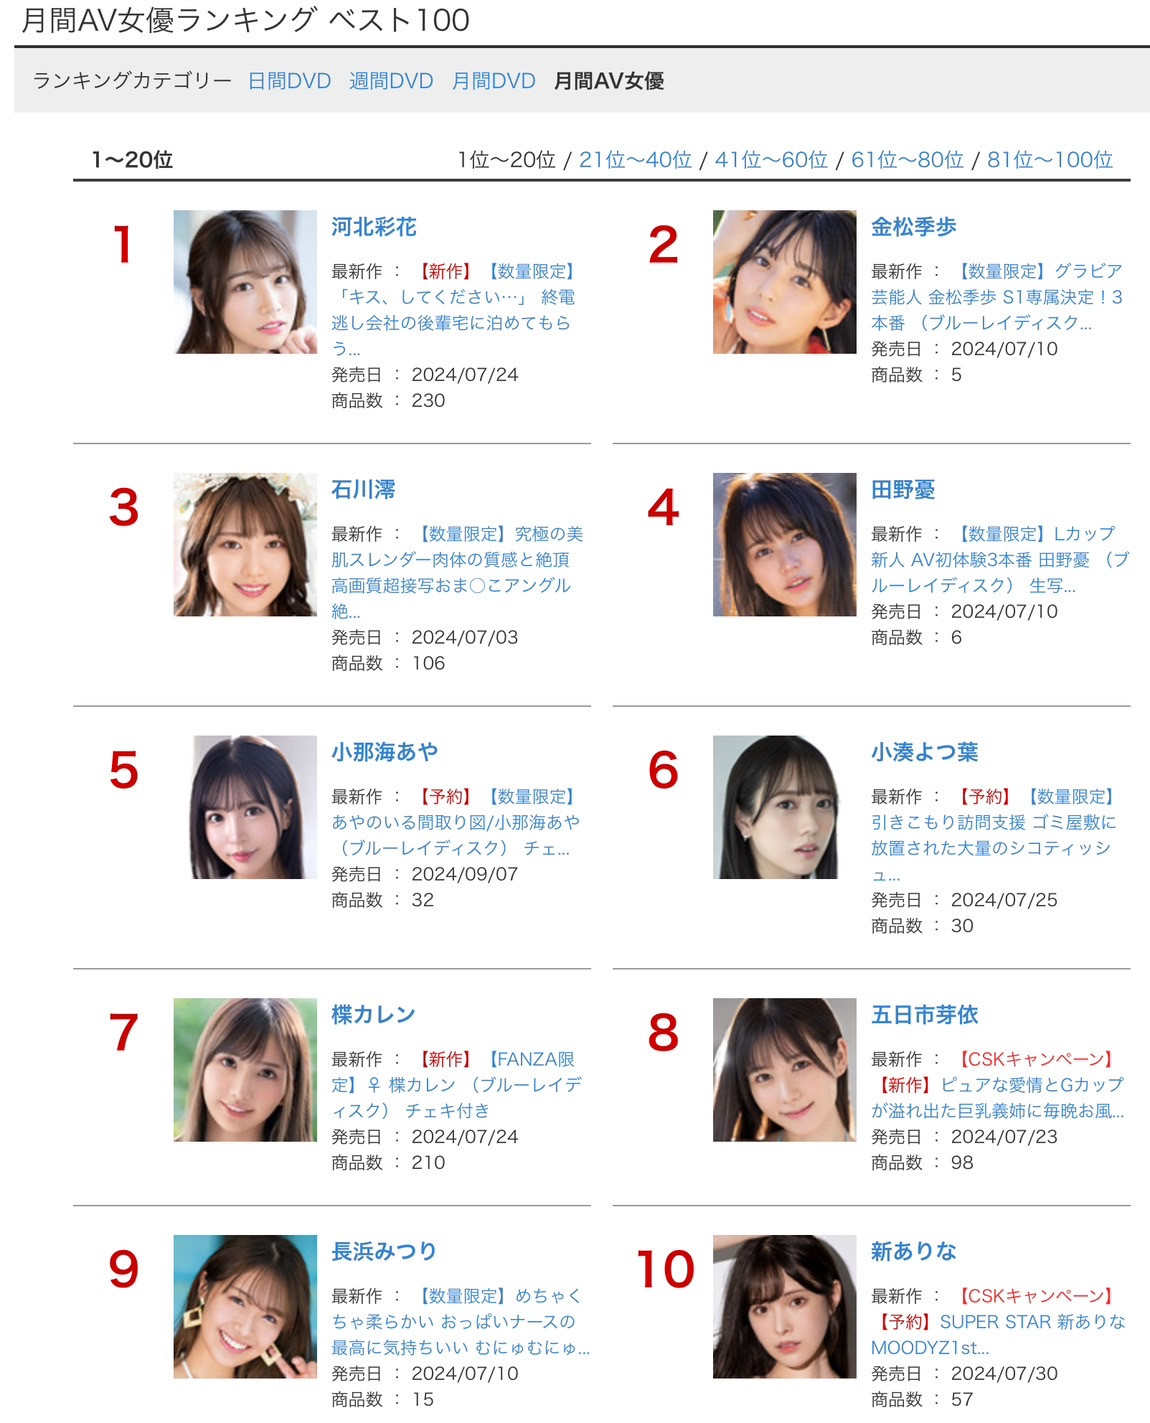 月間AV女優ランキング ベスト100
ランキングカテゴリー 日間DVD 週間DVD 月間DVD 月間AV女優
1〜20位
1位〜20位 / 21位〜40位 / 41位〜60位 / 61位〜80位 / 81位〜100位
1
河北彩花
最新作 : 【新作】【数量限定】
「キス、してください…」 終電
逃し会社の後輩宅に泊めてもら
う...
発売日 : 2024/07/24
商品数 : 230
2
金松季歩
最新作 : 【数量限定】グラビア
芸能人 金松季歩 S1専属決定！3
本番 （ブルーレイディスク...
発売日 : 2024/07/10
商品数 : 5
3
石川澪
最新作 : 【数量限定】究極の美
肌スレンダー肉体の質感と絶頂
高画質超接写おま○こアングル
絶...
発売日 : 2024/07/03
商品数 : 106
4
田野憂
最新作 : 【数量限定】Lカップ
新人 AV初体験3本番 田野憂 （ブ
ルーレイディスク） 生写...
発売日 : 2024/07/10
商品数 : 6
5
小那海あや
最新作 : 【予約】【数量限定】
あやのいる間取り図/小那海あや
（ブルーレイディスク） チェ...
発売日 : 2024/09/07
商品数 : 32
6
小湊よつ葉
最新作 : 【予約】【数量限定】
引きこもり訪問支援 ゴミ屋敷に
放置された大量のシコティッシ
ュ...
発売日 : 2024/07/25
商品数 : 30
7
楪カレン
最新作 : 【新作】【FANZA限
定】♀ 楪カレン （ブルーレイデ
ィスク） チェキ付き
発売日 : 2024/07/24
商品数 : 210
8
五日市芽依
最新作 : 【CSKキャンペーン】
【新作】ピュアな愛情とGカップ
が溢れ出た巨乳義姉に毎晩お風...
発売日 : 2024/07/23
商品数 : 98
9
長浜みつり
最新作 : 【数量限定】めちゃく
ちゃ柔らかい おっぱいナースの
最高に気持ちいい むにゅむにゅ...
発売日 : 2024/07/10
商品数 : 15
10
新ありな
最新作 : 【CSKキャンペーン】
【予約】SUPER STAR 新ありな
MOODYZ1st...
発売日 : 2024/07/30
商品数 : 57